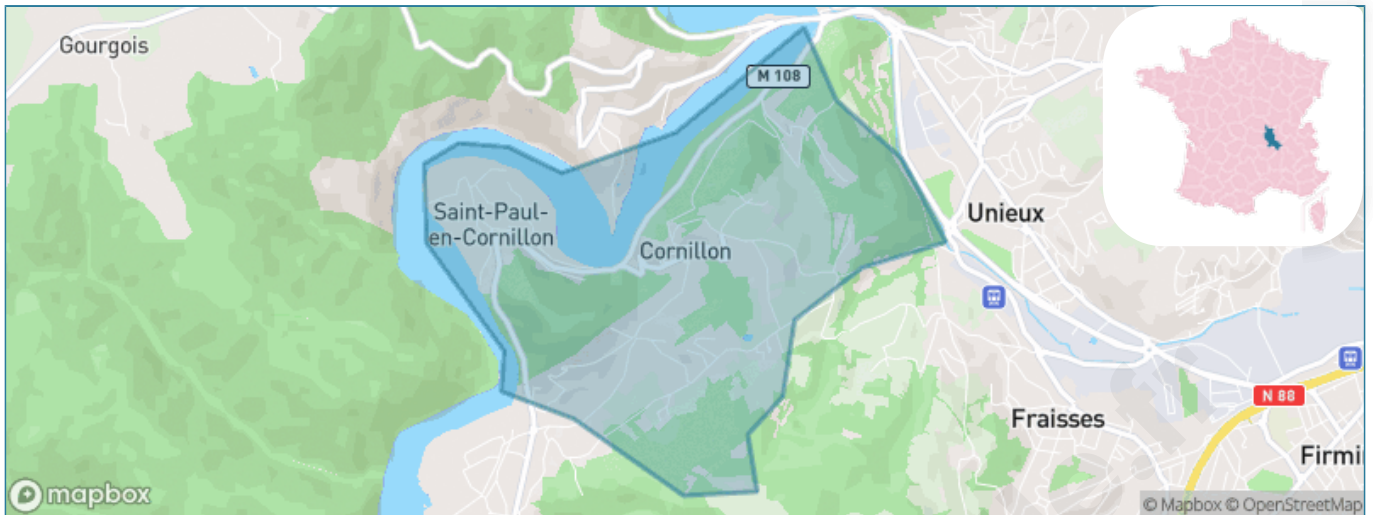 Gourgois
M 108
Saint-Paul-
en-Cornillon
Cornillon
Unieux
Fraisses
N 88
Firmi
mapbox
© Mapbox © OpenStreetMap